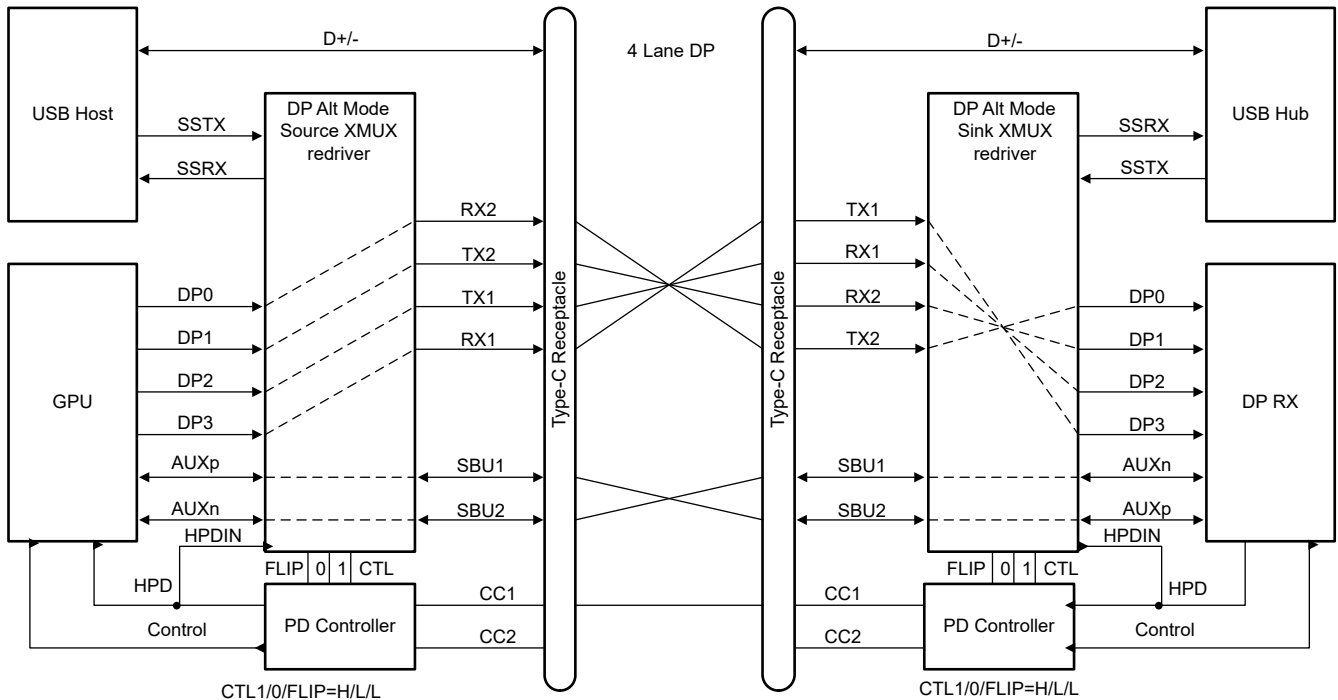 D+/-
4 Lane DP
D+/-
USB Host
SSTX
SSRX
DP Alt Mode
Source XMUX
redriver
RX2
TX2
TX1
RX1
Type-C Receptacle
GPU
DP0
DP1
DP2
DP3
AUXp
AUXn
HPDIN
SBU1
SBU2
FLIP 0 1 CTL
HPD
Control
PD Controller
CC1
CC2
CTL1/0/FLIP=H/L/L
Type-C Receptacle
TX1
RX1
RX2
TX2
SBU1
SBU2
DP Alt Mode
Sink XMUX
redriver
USB Hub
SSRX
SSTX
DP0
DP1
DP2
DP3
AUXn
AUXp
HPDIN
DP RX
FLIP 0 1 CTL
CC1
CC2
PD Controller
HPD
Control
CTL1/0/FLIP=H/L/L